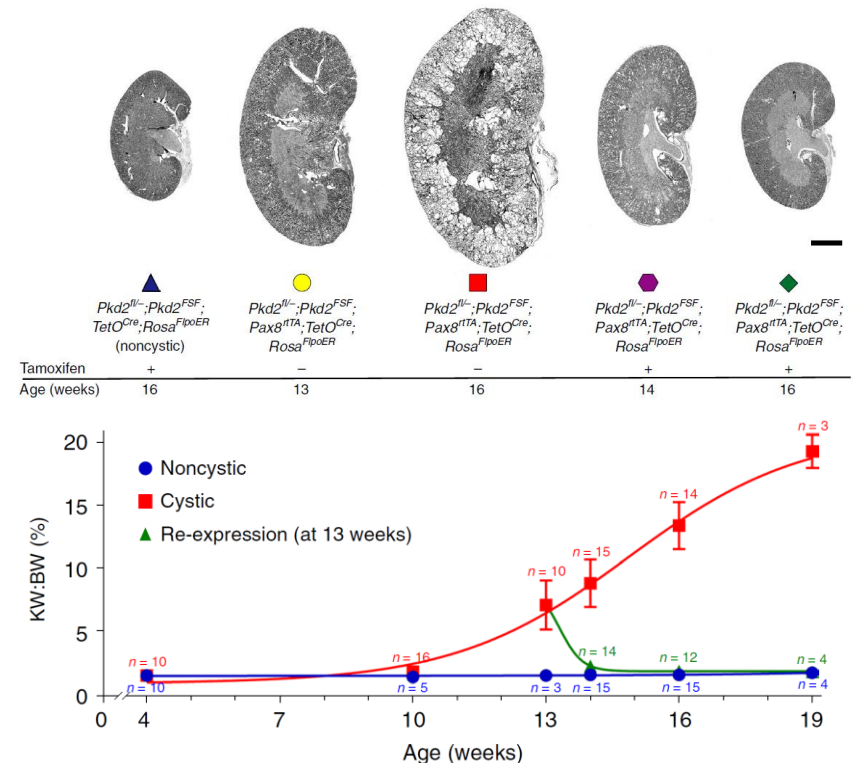 Pkd2fl/–;Pkd2FSF;
TetOCre;RosaFlpoER
(noncystic)
Pkd2fl/–;Pkd2FSF;
Pax8rtTA;TetOCre;
RosaFlpoER
Pkd2fl/–;Pkd2FSF;
Pax8rtTA;TetOCre;
RosaFlpoER
Pkd2fl/–;Pkd2FSF;
Pax8rtTA;TetOCre;
RosaFlpoER
Pkd2fl/–;Pkd2FSF;
Pax8rtTA;TetOCre;
RosaFlpoER
Tamoxifen + – – + +
Age (weeks) 16 13 16 14 16
KW:BW (%)
20
15
10
5
0
Noncystic
Cystic
Re-expression (at 13 weeks)
n = 10
n = 16
n = 10
n = 15
n = 14
n = 3
n = 14
n = 12
n = 4
n = 10
n = 5
n = 3
n = 15
n = 15
n = 4
0 4 7 10 13 16 19
Age (weeks)